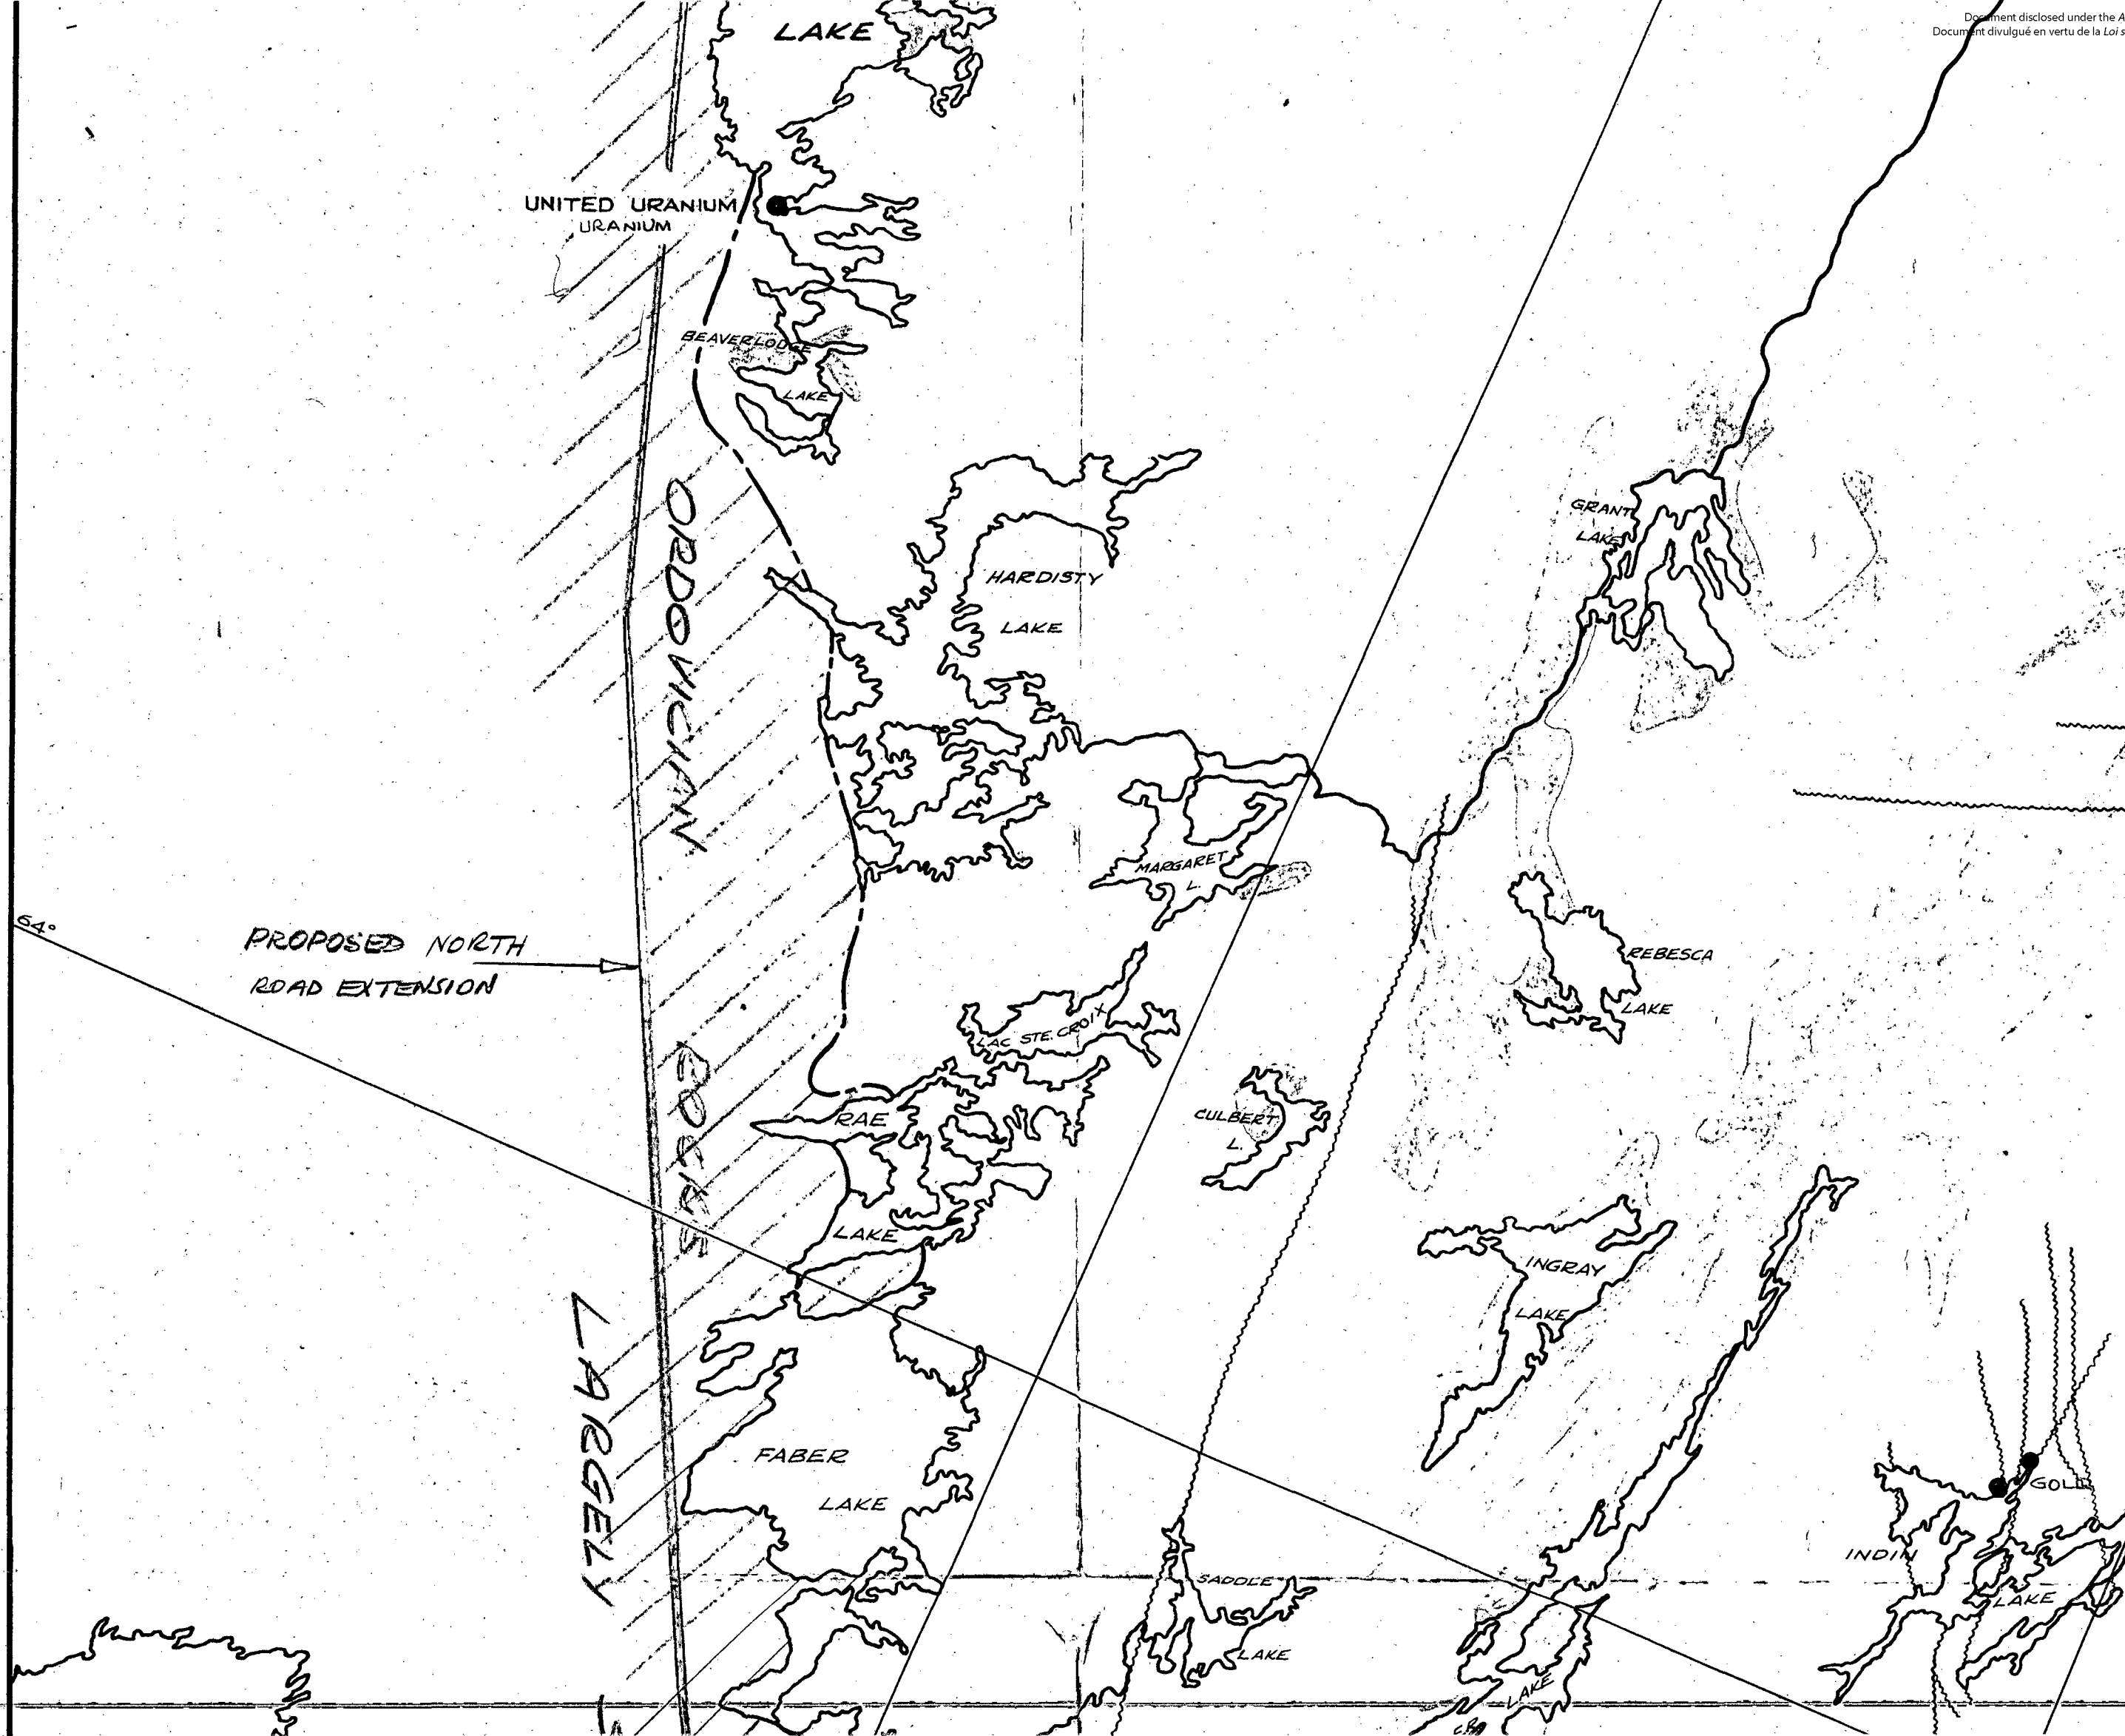 Document disclosed under the A
Document divulgué en vertu de la Loi s
LAKE
UNITED URANIUM
URANIUM
BEAVERLODGE
LAKE
ORDOVICIAN
GRANT
LAKE
HARDISTY
LAKE
MARGARET
L.
64°
PROPOSED NORTH
ROAD EXTENSION
REBESCA
LAKE
LAC STE. CROIX
ROCKS
RAE
LAKE
CULBERT
L.
INGRAY
LAKE
LARGELY
FABER
LAKE
GOLD
INDIN
LAKE
SADDLE
LAKE
LAKE